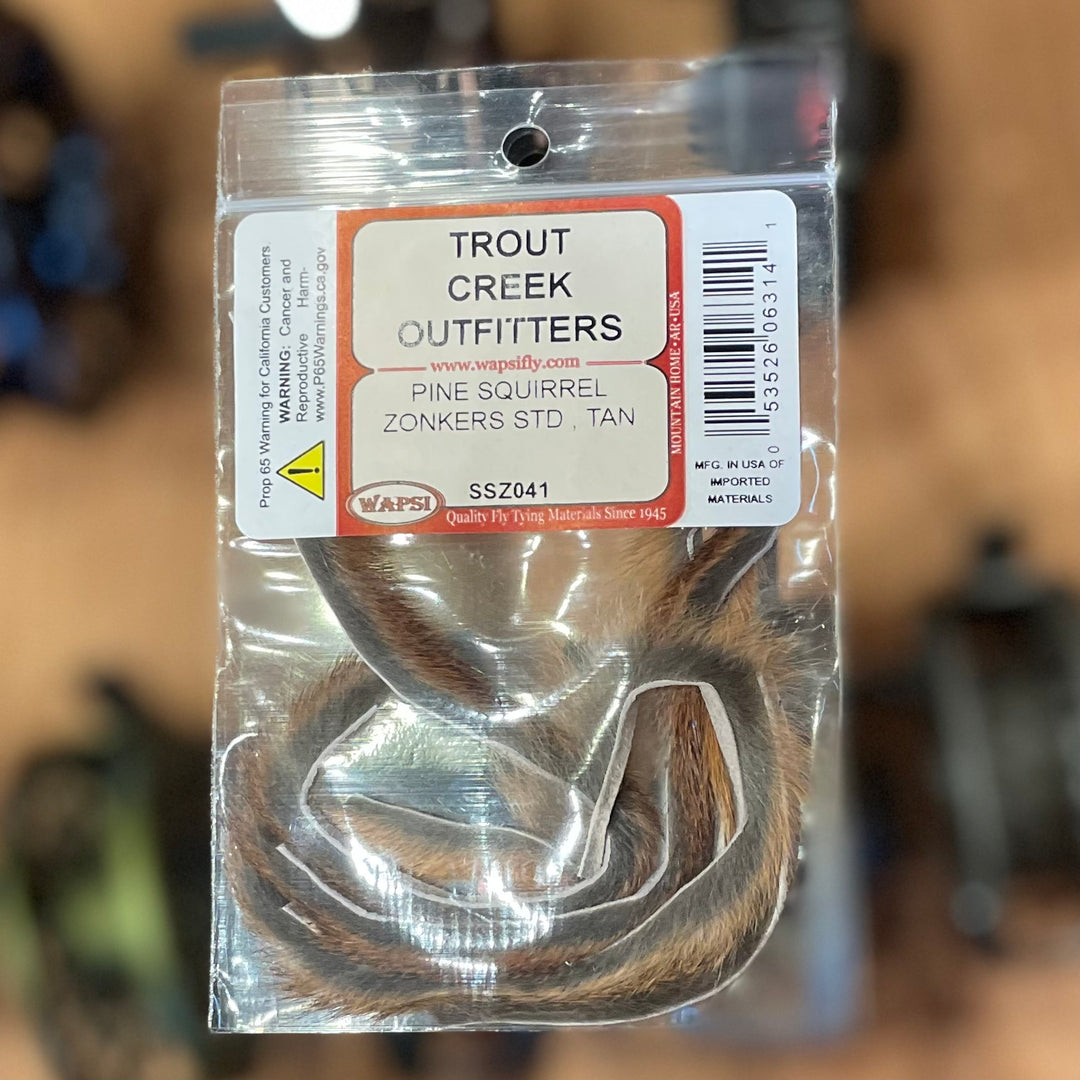 Prop 65 Warning for California Customers
WARNING: Cancer and
Reproductive Harm-
www.P65Warnings.ca.gov
TROUT
CREEK
OUTFITTERS
www.wapsifly.com
PINE SQUIRREL
ZONKERS STD , TAN
SSZ041
WAPSI
Quality Fly Tying Materials Since 1945
MOUNTAIN HOME • AR • USA
0 53526 06314 1
MFG. IN USA OF
IMPORTED
MATERIALS